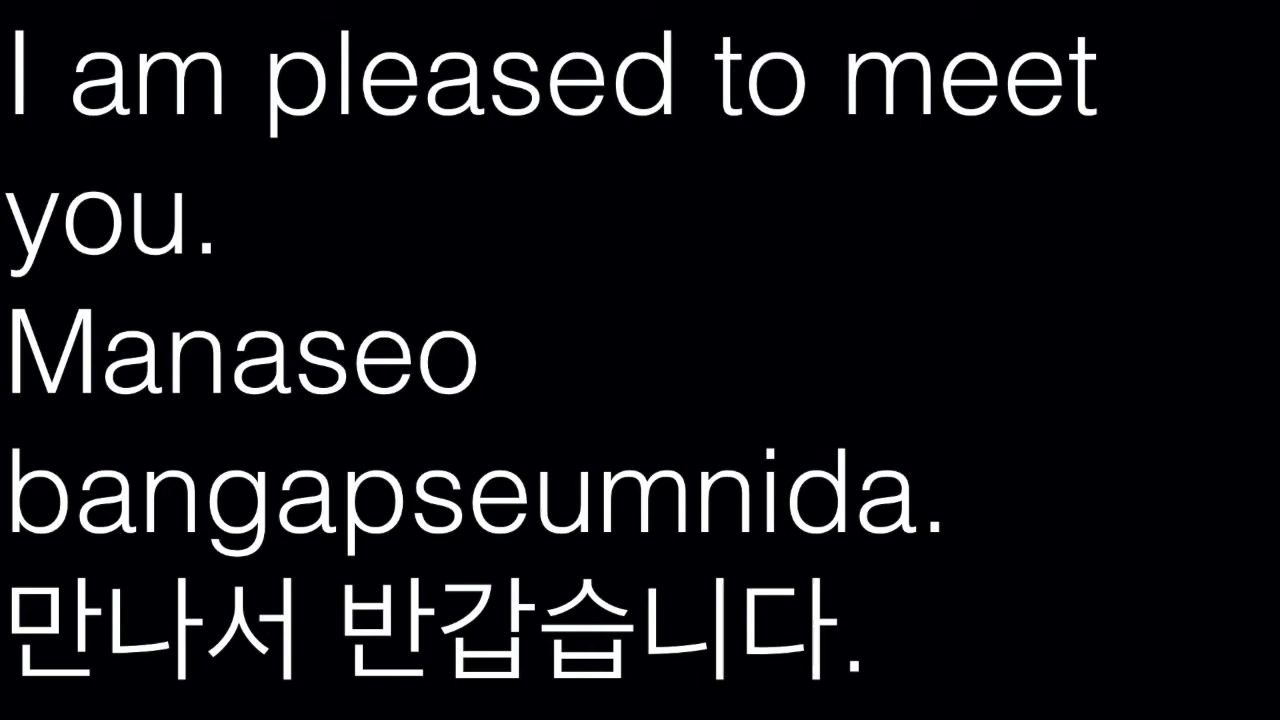 I am pleased to meet
you.
Manaseo
bangapseumnida.
만나서 반갑습니다.